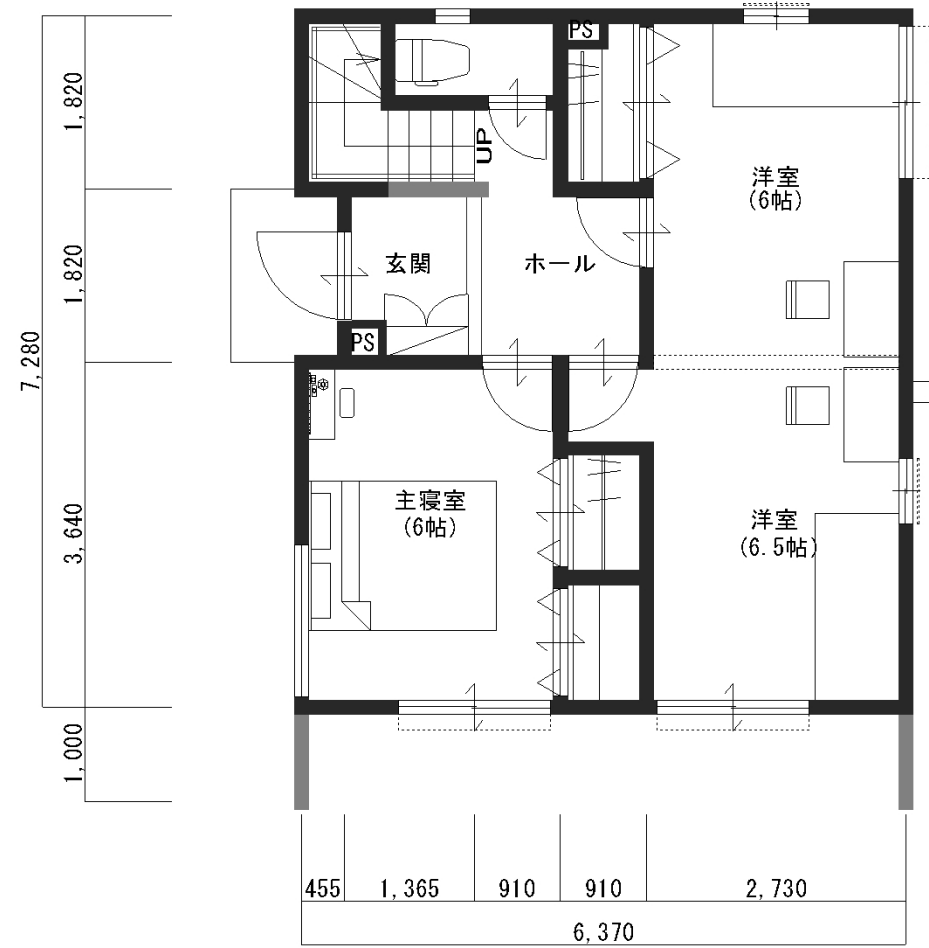 PS
1,820
UP
洋室
(6帖)
1,820
玄関
ホール
PS
7,280
主寝室
(6帖)
3,640
洋室
(6.5帖)
1,000
455
1,365
910
910
2,730
6,370